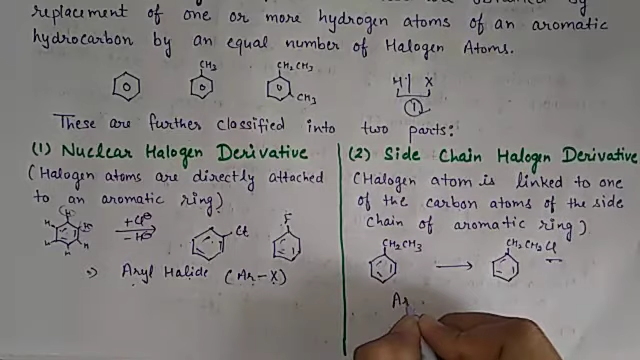 replacement of one or more hydrogen atoms of an aromatic
hydrocarbon by an equal number of Halogen Atoms.
CH3
CH2CH3
CH3
H
X
1
These are further classified into two parts:
(1) Nuclear Halogen Derivative
(Halogen atoms are directly attached
to an aromatic ring)
H
H
H
H
H
+Cl⊕
-H⊕
Cl
F
⇒ Aryl Halide (Ar-X)
(2) Side Chain Halogen Derivative
(Halogen atom is linked to one
of the carbon atoms of the side
chain of aromatic ring)
CH2CH3
CH2CH2Cl
Ar